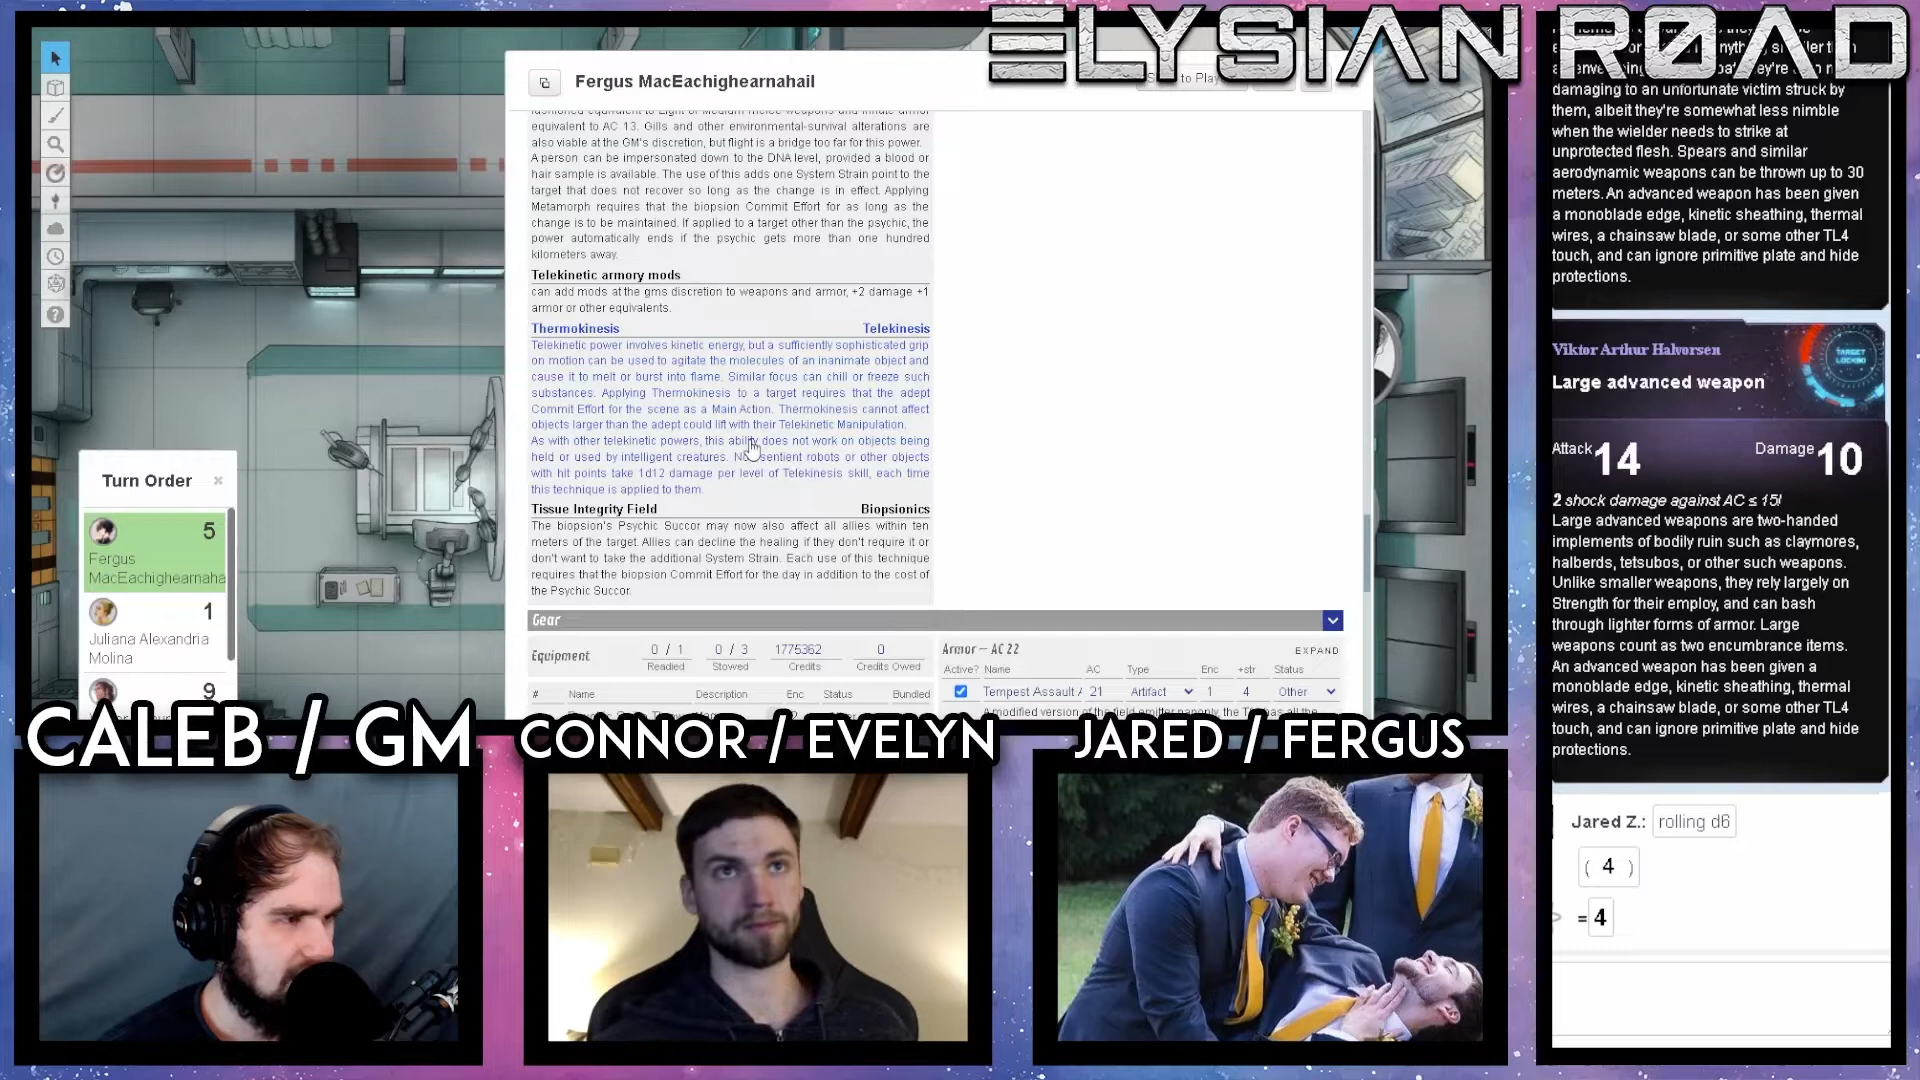 ELYSIAN RØAD
Fergus MacEachighearnahail
to Play
equivalent to AC 13. Gills and other environmental-survival alterations are
also viable at the GM's discretion, but flight is a bridge too far for this power.
A person can be impersonated down to the DNA level, provided a blood or
hair sample is available. The use of this adds one System Strain point to the
target that does not recover so long as the change is in effect. Applying
Metamorph requires that the biopsion Commit Effort for as long as the
change is to be maintained. If applied to a target other than the psychic, the
power automatically ends if the psychic gets more than one hundred
kilometers away.
Telekinetic armory mods
can add mods at the gms discretion to weapons and armor, +2 damage +1
armor or other equivalents.
Thermokinesis Telekinesis
Telekinetic power involves kinetic energy, but a sufficiently sophisticated grip
on motion can be used to agitate the molecules of an inanimate object and
cause it to melt or burst into flame. Similar focus can chill or freeze such
substances. Applying Thermokinesis to a target requires that the adept
Commit Effort for the scene as a Main Action. Thermokinesis cannot affect
objects larger than the adept could lift with their Telekinetic Manipulation.
As with other telekinetic powers, this ability does not work on objects being
held or used by intelligent creatures. sentient robots or other objects
with hit points take 1d12 damage per level of Telekinesis skill, each time
this technique is applied to them.
Tissue Integrity Field Biopsionics
The biopsion's Psychic Succor may now also affect all allies within ten
meters of the target. Allies can decline the healing if they don't require it or
don't want to take the additional System Strain. Each use of this technique
requires that the biopsion Commit Effort for the day in addition to the cost of
the Psychic Succor.
Gear
Equipment
0 / 1 0 / 3 1775362 0
Readied Stowed Credits Credits Owed
# Name Description Enc Status Bundled
Armor — AC 22 EXPAND
Active? Name AC Type Enc +str Status
Tempest Assault A 21 Artifact 1 4 Other
A modified version of the field emitter panoply, the has all the
Turn Order ×
5
Fergus
MacEachighearnaha
1
Juliana Alexandria
Molina
9
CALEB / GM
CONNOR / EVELYN
JARED / FERGUS
damaging to an unfortunate victim struck by
them, albeit they're somewhat less nimble
when the wielder needs to strike at
unprotected flesh. Spears and similar
aerodynamic weapons can be thrown up to 30
meters. An advanced weapon has been given
a monoblade edge, kinetic sheathing, thermal
wires, a chainsaw blade, or some other TL4
touch, and can ignore primitive plate and hide
protections.
Viktor Arthur Halvorsen
Large advanced weapon
TARGET
LOCKED
Attack 14 Damage 10
2 shock damage against AC ≤ 15!
Large advanced weapons are two-handed
implements of bodily ruin such as claymores,
halberds, tetsubos, or other such weapons.
Unlike smaller weapons, they rely largely on
Strength for their employ, and can bash
through lighter forms of armor. Large
weapons count as two encumbrance items.
An advanced weapon has been given a
monoblade edge, kinetic sheathing, thermal
wires, a chainsaw blade, or some other TL4
touch, and can ignore primitive plate and hide
protections.
Jared Z.: rolling d6
( 4 )
= 4